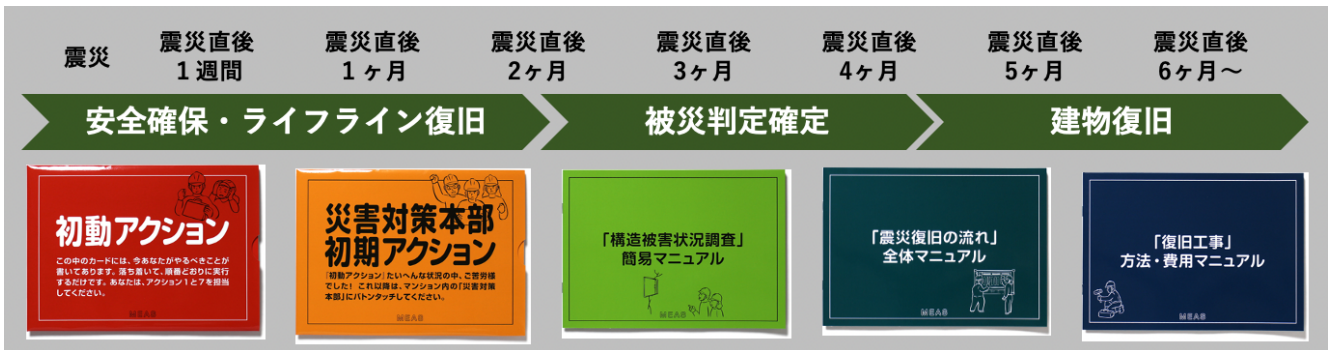 震災
震災直後
1週間
震災直後
1ヶ月
震災直後
2ヶ月
震災直後
3ヶ月
震災直後
4ヶ月
震災直後
5ヶ月
震災直後
6ヶ月～
安全確保・ライフライン復旧
被災判定確定
建物復旧
初動アクション
この中のカードには、今あなたがやるべきことが
書いてあります。落ち着いて、順番どおりに実行
するだけです。あなたは、アクション1と7を担当
してください。
MEAS
災害対策本部
初期アクション
「初動アクション」たいへんな状況の中、ご苦労様
でした! これ以降は、マンション内の「災害対策
本部」にバトンタッチしてください。
MEAS
「構造被害状況調査」
簡易マニュアル
MEAS
「震災復旧の流れ」
全体マニュアル
MEAS
「復旧工事」
方法・費用マニュアル
MEAS